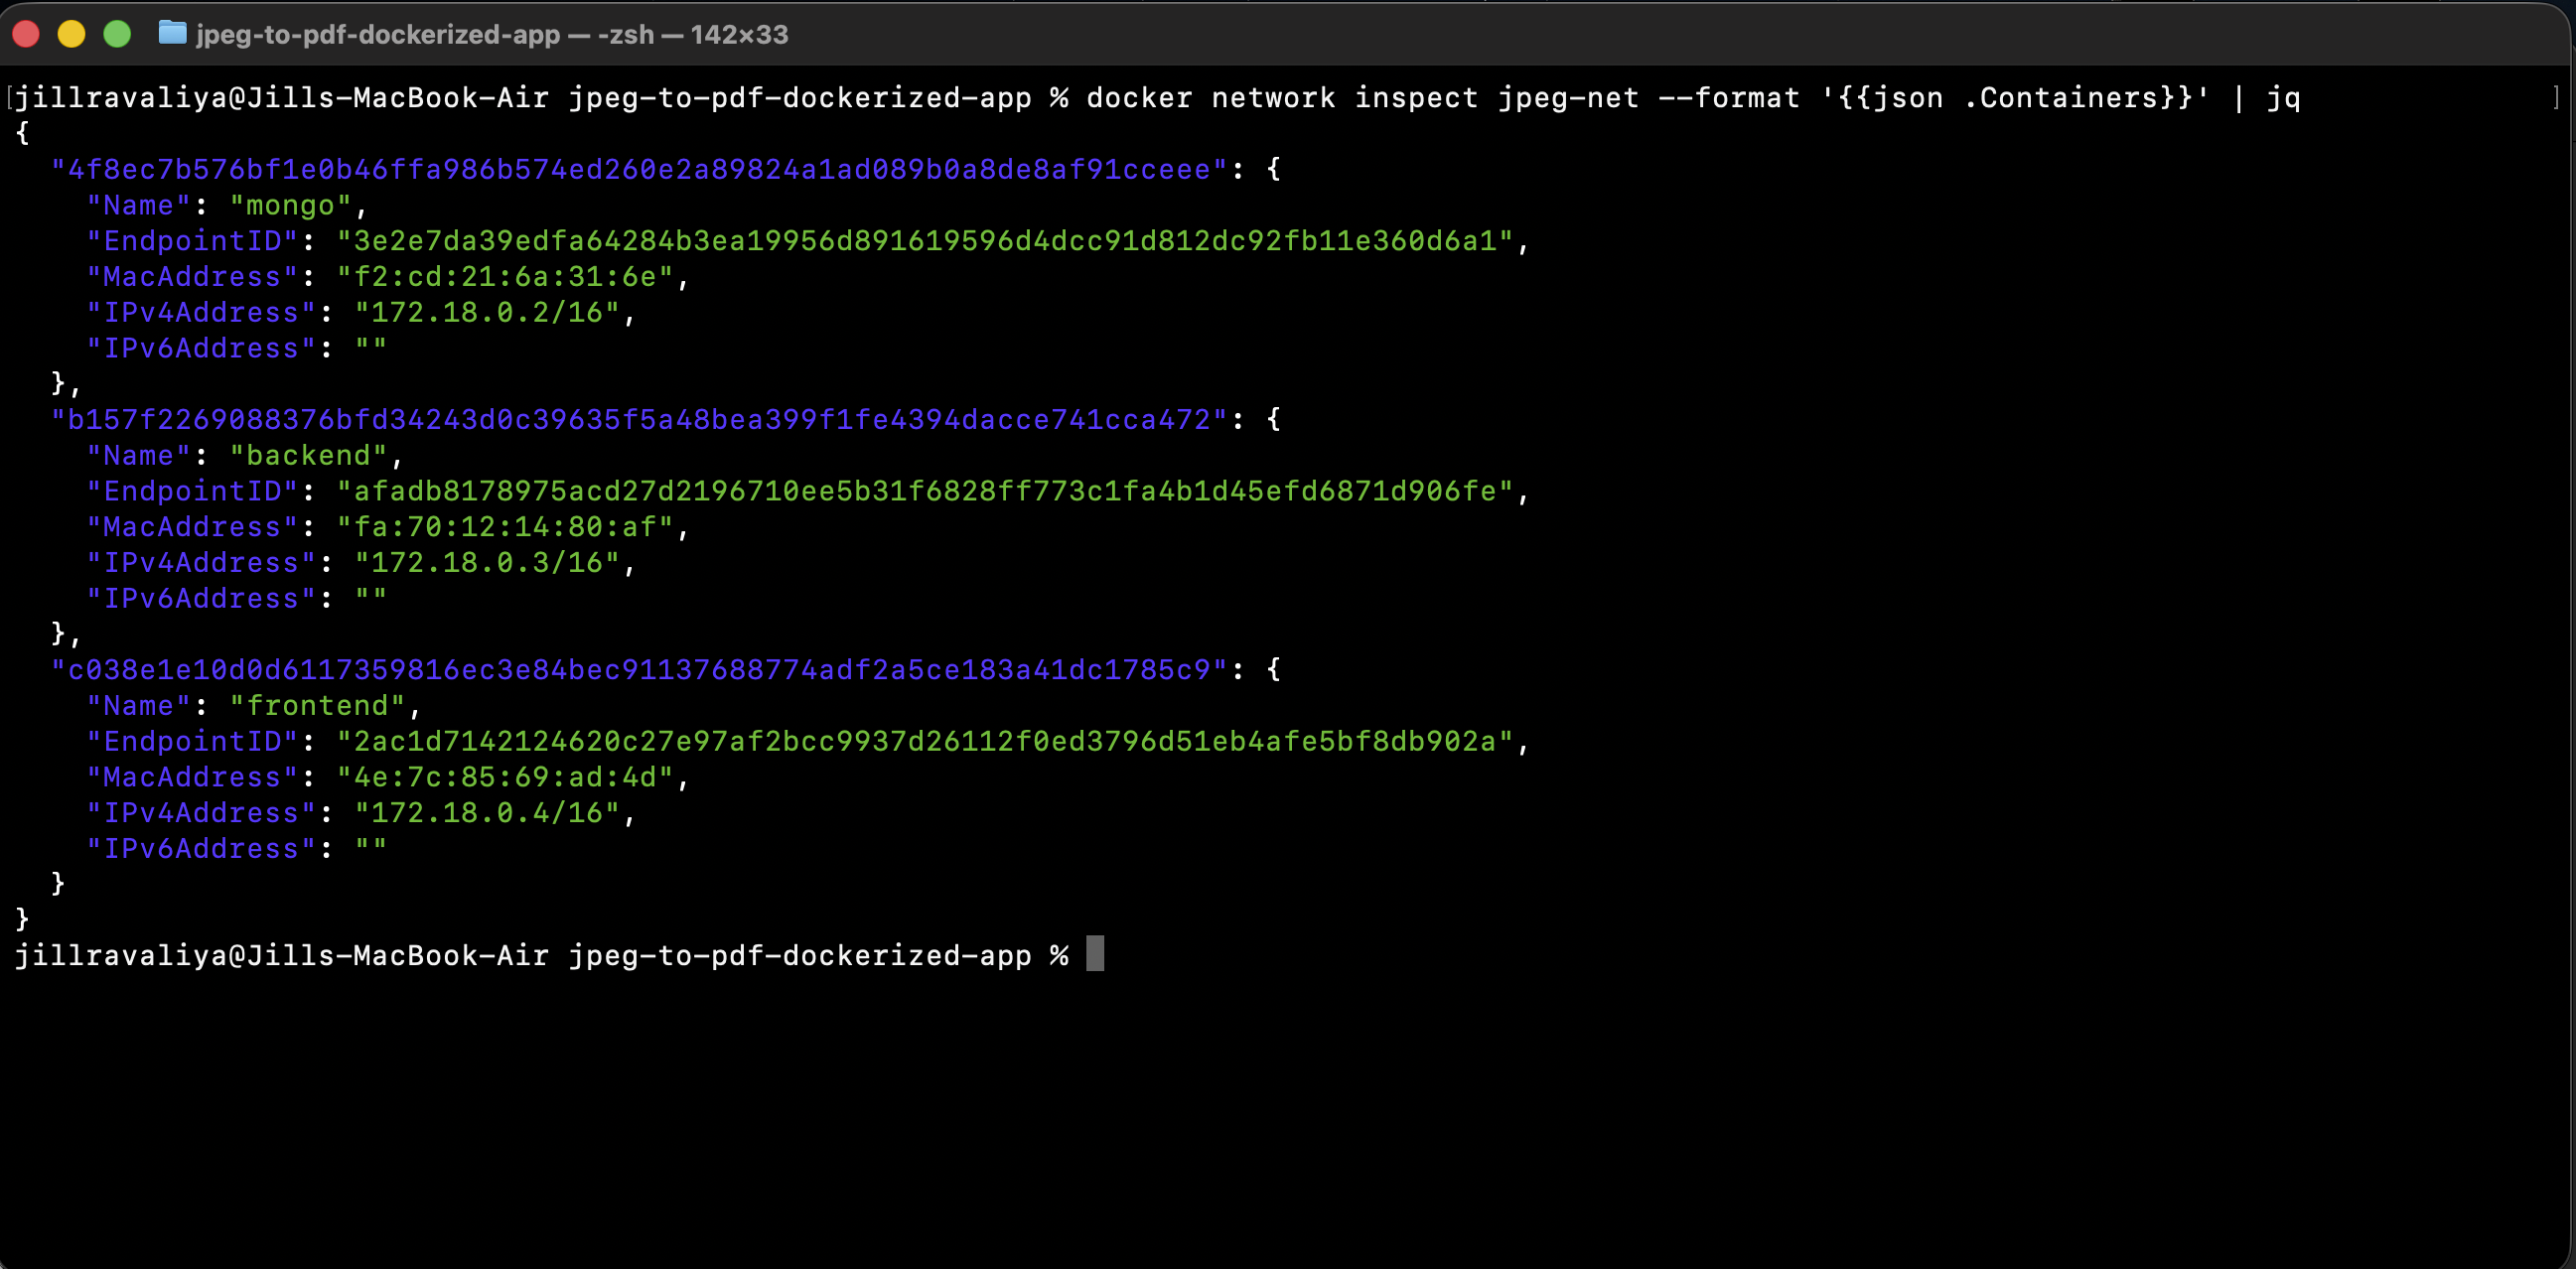 jpeg-to-pdf-dockerized-app — -zsh — 142×33
[jillravaliya@Jills-MacBook-Air jpeg-to-pdf-dockerized-app % docker network inspect jpeg-net --format '{{json .Containers}}' | jq ]
{
  "4f8ec7b576bf1e0b46ffa986b574ed260e2a89824a1ad089b0a8de8af91cceee": {
    "Name": "mongo",
    "EndpointID": "3e2e7da39edfa64284b3ea19956d891619596d4dcc91d812dc92fb11e360d6a1",
    "MacAddress": "f2:cd:21:6a:31:6e",
    "IPv4Address": "172.18.0.2/16",
    "IPv6Address": ""
  },
  "b157f2269088376bfd34243d0c39635f5a48bea399f1fe4394dacce741cca472": {
    "Name": "backend",
    "EndpointID": "afadb8178975acd27d2196710ee5b31f6828ff773c1fa4b1d45efd6871d906fe",
    "MacAddress": "fa:70:12:14:80:af",
    "IPv4Address": "172.18.0.3/16",
    "IPv6Address": ""
  },
  "c038e1e10d0d6117359816ec3e84bec91137688774adf2a5ce183a41dc1785c9": {
    "Name": "frontend",
    "EndpointID": "2ac1d7142124620c27e97af2bcc9937d26112f0ed3796d51eb4afe5bf8db902a",
    "MacAddress": "4e:7c:85:69:ad:4d",
    "IPv4Address": "172.18.0.4/16",
    "IPv6Address": ""
  }
}
jillravaliya@Jills-MacBook-Air jpeg-to-pdf-dockerized-app %